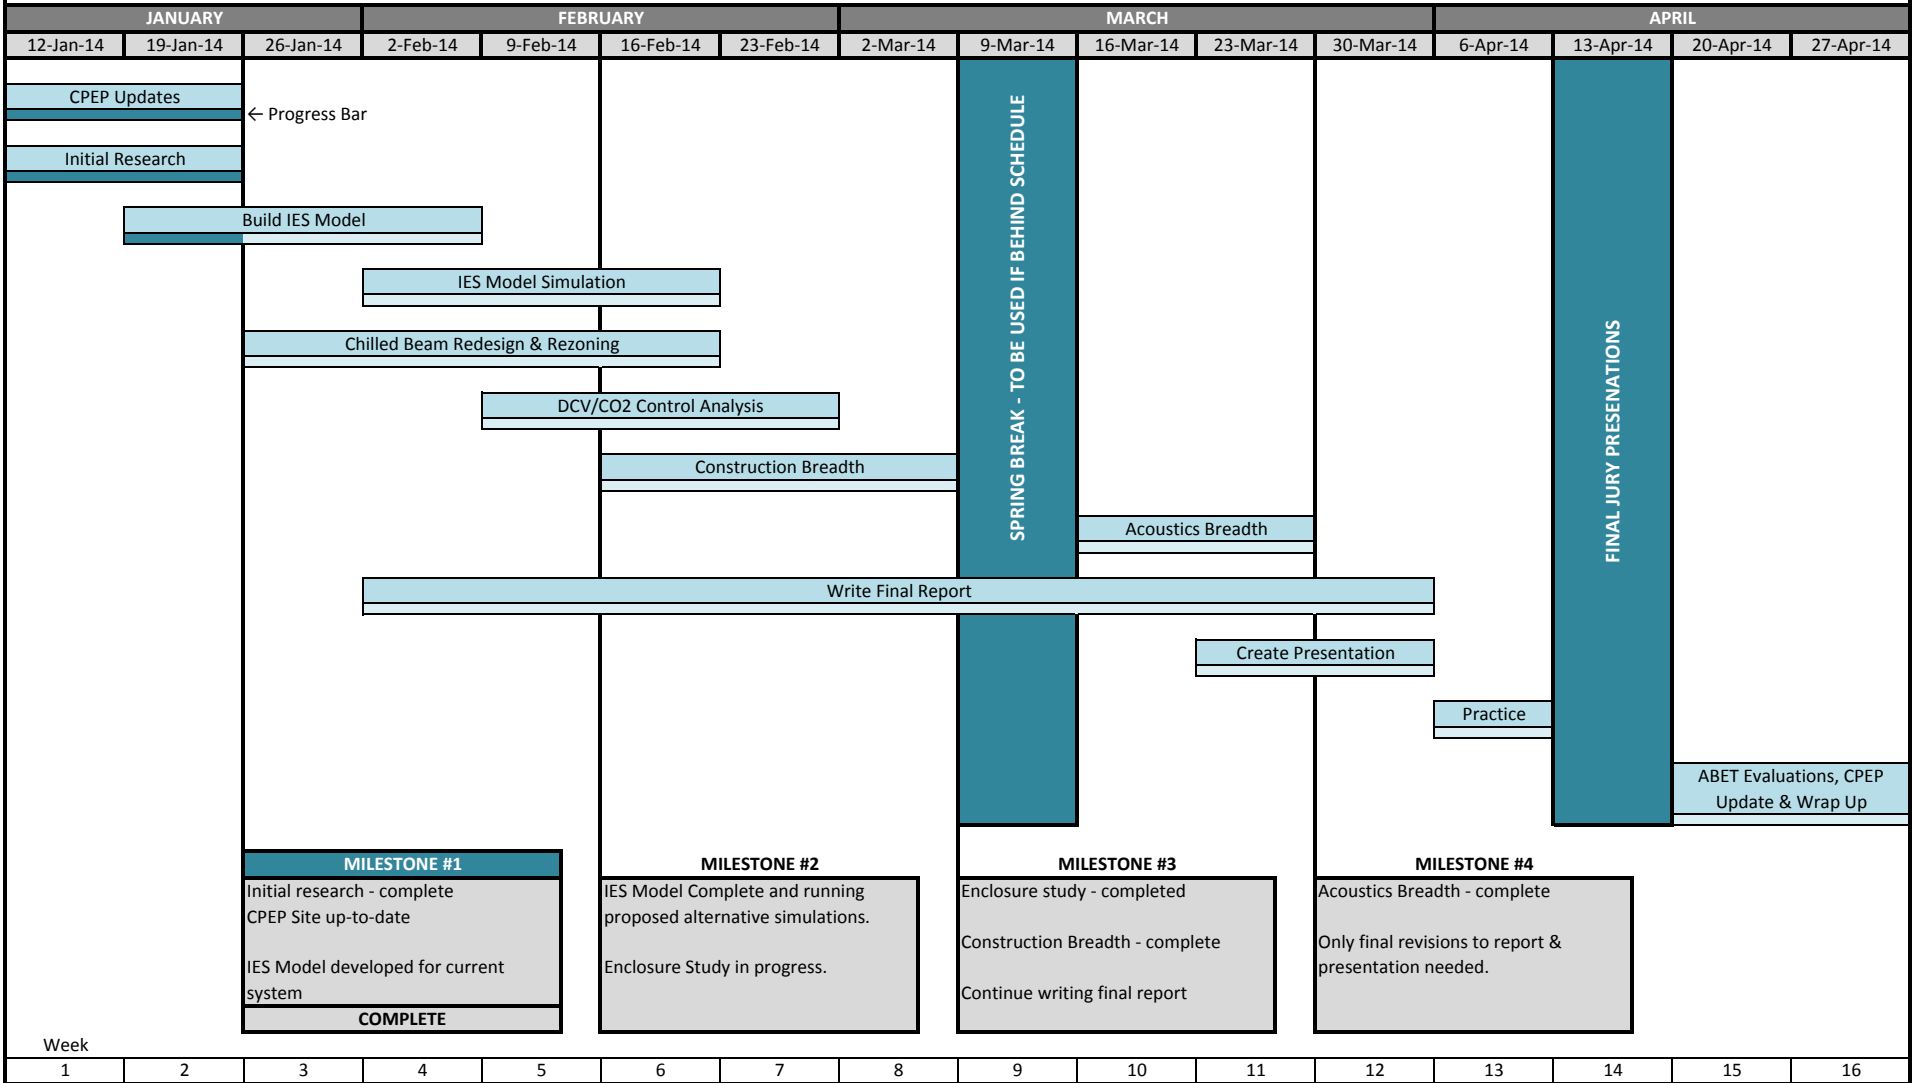 JANUARY FEBRUARY MARCH APRIL
12-Jan-14 19-Jan-14 26-Jan-14 2-Feb-14 9-Feb-14 16-Feb-14 23-Feb-14 2-Mar-14 9-Mar-14 16-Mar-14 23-Mar-14 30-Mar-14 6-Apr-14 13-Apr-14 20-Apr-14 27-Apr-14
CPEP Updates
← Progress Bar
Initial Research
Build IES Model
IES Model Simulation
Chilled Beam Redesign & Rezoning
DCV/CO2 Control Analysis
Construction Breadth
SPRING BREAK - TO BE USED IF BEHIND SCHEDULE
FINAL JURY PRESENATIONS
Acoustics Breadth
Write Final Report
Create Presentation
Practice
ABET Evaluations, CPEP
Update & Wrap Up
MILESTONE #1
Initial research - complete
CPEP Site up-to-date
IES Model developed for current
system
COMPLETE
MILESTONE #2
IES Model Complete and running
proposed alternative simulations.
Enclosure Study in progress.
MILESTONE #3
Enclosure study - completed
Construction Breadth - complete
Continue writing final report
MILESTONE #4
Acoustics Breadth - complete
Only final revisions to report &
presentation needed.
Week
1 2 3 4 5 6 7 8 9 10 11 12 13 14 15 16